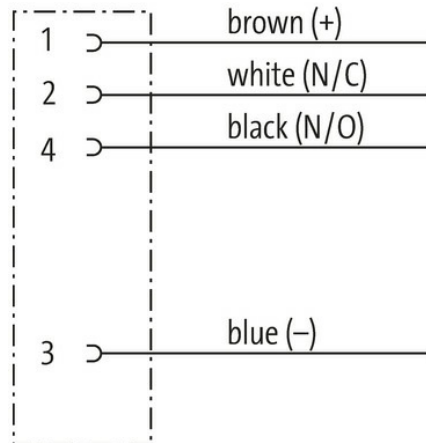 1 brown (+)
2 white (N/C)
4 black (N/O)
3 blue (–)